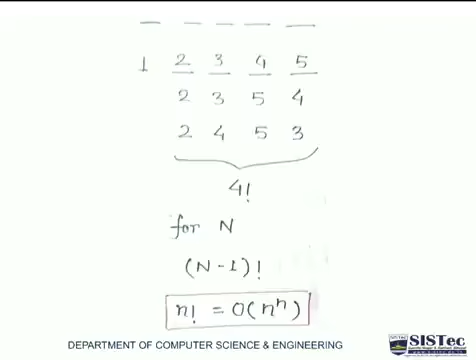 1 2 3 4 5
2 3 5 4
2 4 5 3
4!
for N
(N-1)!
n! = O(n^n)
DEPARTMENT OF COMPUTER SCIENCE & ENGINEERING
SISTec